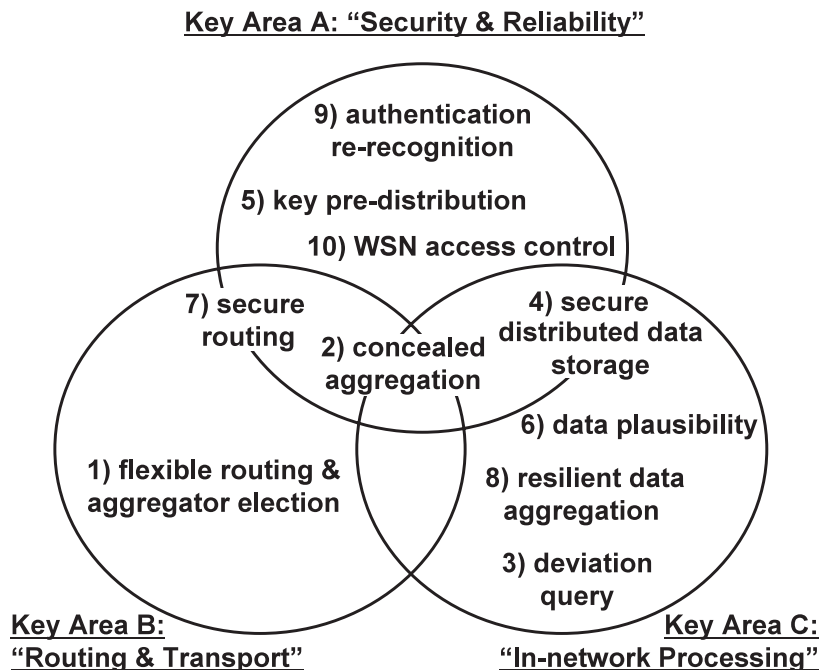 Key Area A: “Security & Reliability”
9) authentication
re-recognition
5) key pre-distribution
10) WSN access control
7) secure
routing
4) secure
distributed data
storage
2) concealed
aggregation
6) data plausibility
1) flexible routing &
aggregator election
8) resilient data
aggregation
3) deviation
query
Key Area B:
“Routing & Transport”
Key Area C:
“In-network Processing”